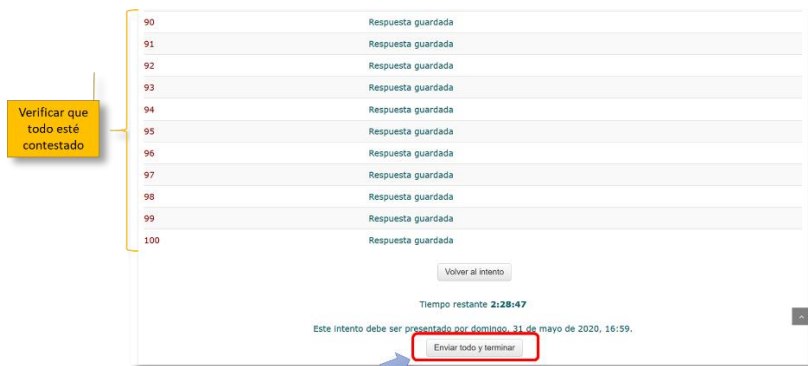 90 Respuesta guardada
91 Respuesta guardada
92 Respuesta guardada
93 Respuesta guardada
94 Respuesta guardada
95 Respuesta guardada
96 Respuesta guardada
97 Respuesta guardada
98 Respuesta guardada
99 Respuesta guardada
100 Respuesta guardada
Verificar que
todo esté
contestado
Volver al intento
Tiempo restante 2:28:47
Este intento debe ser presentado por domingo, 31 de mayo de 2020, 16:59.
Enviar todo y terminar